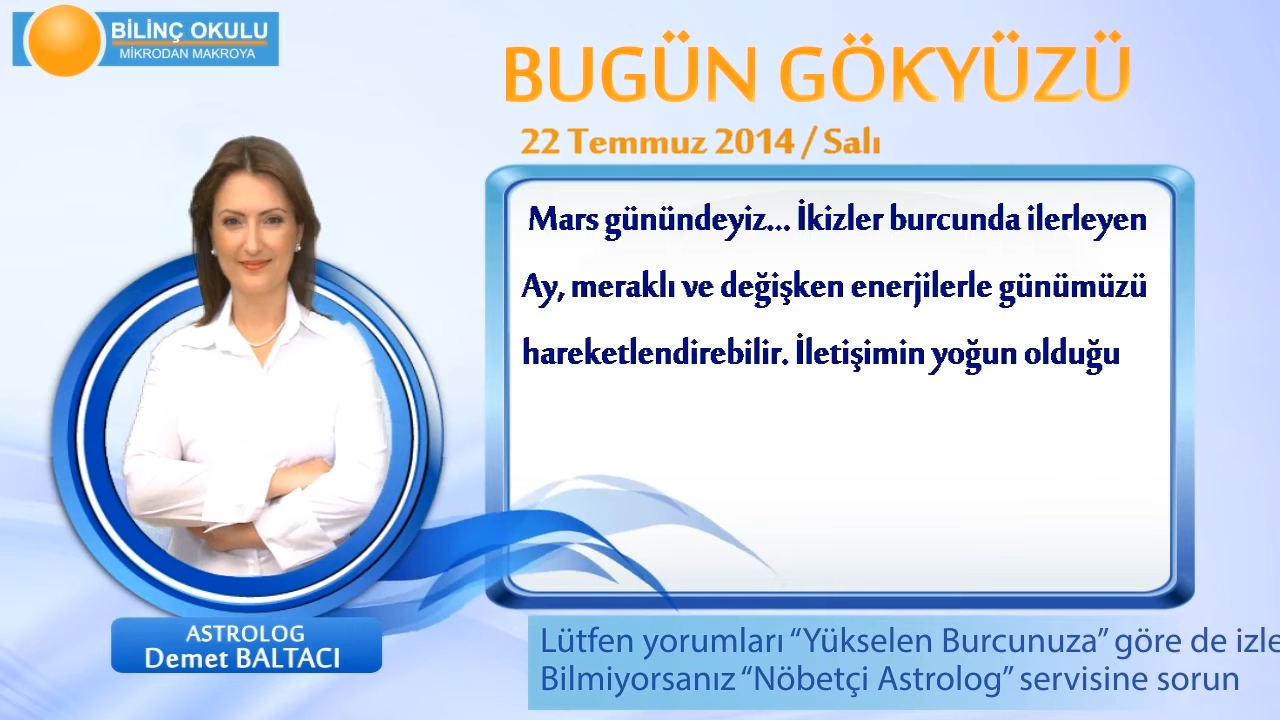 BİLİNÇ OKULU
MİKRODAN MAKROYA
BUGÜN GÖKYÜZÜ
22 Temmuz 2014 / Salı
Mars günündeyiz... İkizler burcunda ilerleyen
Ay, meraklı ve değişken enerjilerle günümüzü
hareketlendirebilir. İletişimin yoğun olduğu
ASTROLOG
Demet BALTACI
Lütfen yorumları “Yükselen Burcunuza” göre de izle
Bilmiyorsanız “Nöbetçi Astrolog” servisine sorun